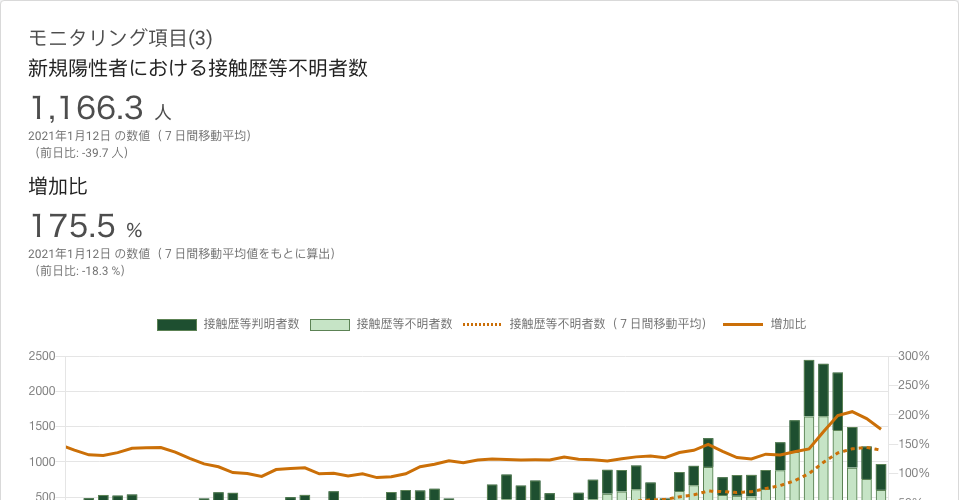 モニタリング項目(3)
新規陽性者における接触歴等不明者数
1,166.3 人
2021年1月12日 の数値（７日間移動平均）
（前日比: -39.7 人）
増加比
175.5 %
2021年1月12日 の数値（７日間移動平均値をもとに算出）
（前日比: -18.3 %）
接触歴等判明者数 接触歴等不明者数 接触歴等不明者数（７日間移動平均） 増加比
2500 300%
250%
2000
200%
1500
150%
1000
100%
500
50%